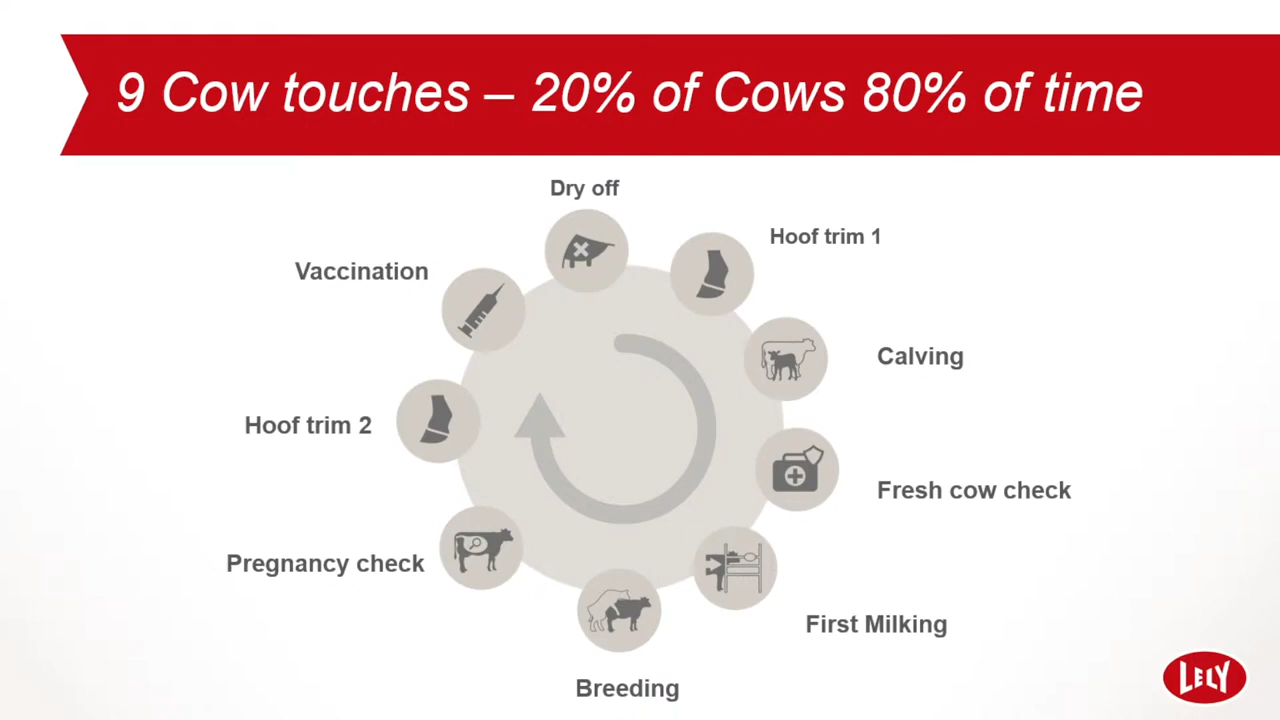 9 Cow touches – 20% of Cows 80% of time
Dry off
Hoof trim 1
Calving
Fresh cow check
First Milking
Breeding
Pregnancy check
Hoof trim 2
Vaccination
LELY